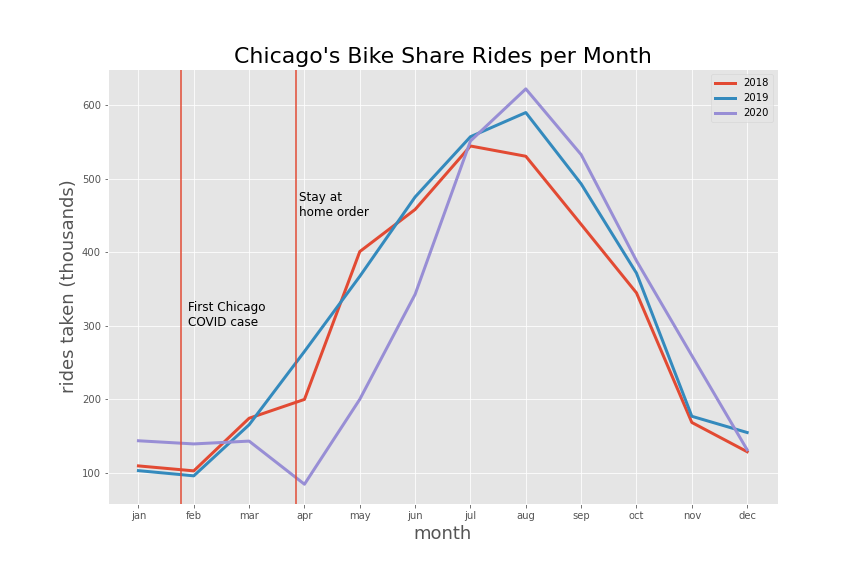 Chicago's Bike Share Rides per Month
2018
2019
2020
rides taken (thousands)
600
500
400
300
200
100
Stay at
home order
First Chicago
COVID case
jan feb mar apr may jun jul aug sep oct nov dec
month